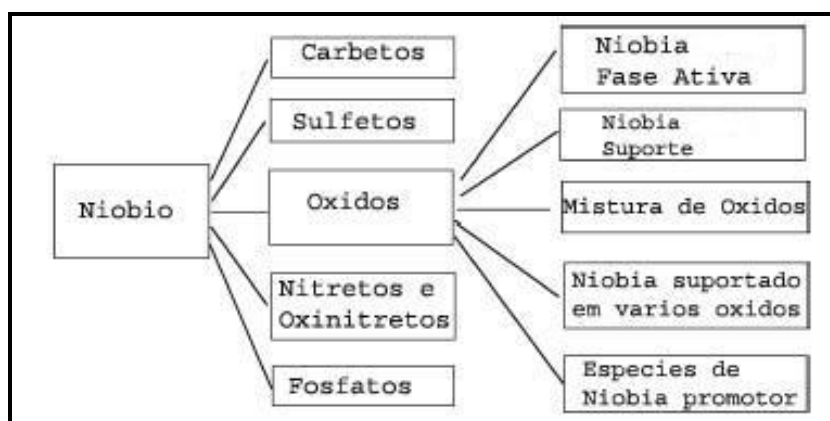 Niobio
Carbetos
Sulfetos
Oxidos
Nitretos e
Oxinitretos
Fosfatos
Niobia
Fase Ativa
Niobia
Suporte
Mistura de Oxidos
Niobia suportado
em varios oxidos
Especies de
Niobia promotor